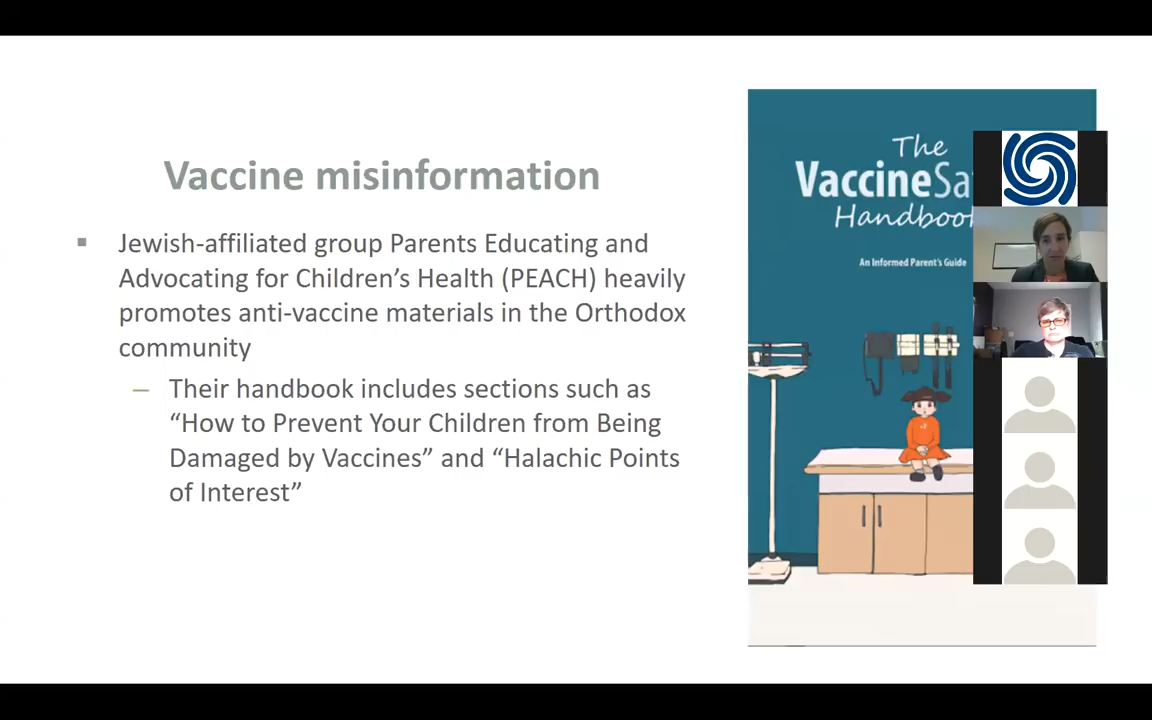 Vaccine misinformation
▪ Jewish-affiliated group Parents Educating and
Advocating for Children’s Health (PEACH) heavily
promotes anti-vaccine materials in the Orthodox
community
– Their handbook includes sections such as
“How to Prevent Your Children from Being
Damaged by Vaccines” and “Halachic Points
of Interest”
The
VaccineSa
Handboo
An Informed Parent's Guide